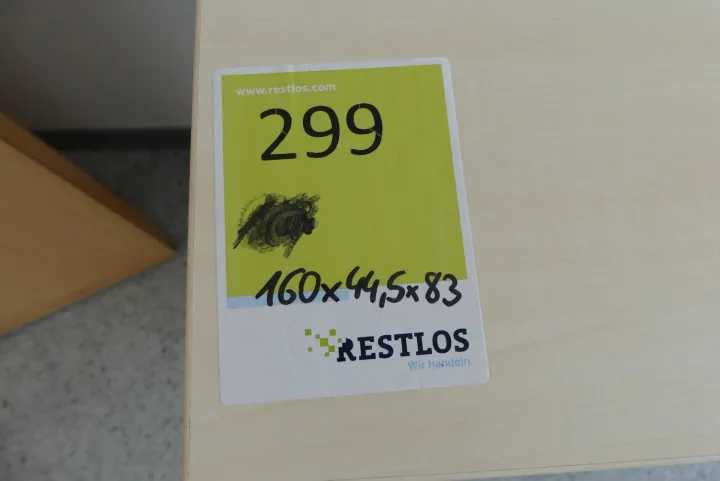 www.restlos.com
299
160x44,5x83
RESTLOS
Wir handeln.